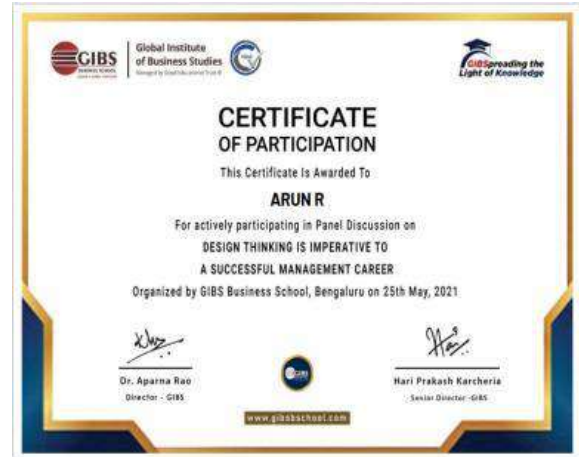 GIBS
BUSINESS SCHOOL
Global Institute
of Business Studies
GIBSpreading the
Light of Knowledge
CERTIFICATE
OF PARTICIPATION
This Certificate Is Awarded To
ARUN R
For actively participating in Panel Discussion on
DESIGN THINKING IS IMPERATIVE TO
A SUCCESSFUL MANAGEMENT CAREER
Organized by GIBS Business School, Bengaluru on 25th May, 2021
Dr. Aparna Rao
Director - GIBS
GIBS
Hari Prakash Karcheria
Senior Director -GIBS
www.gibsbschool.com